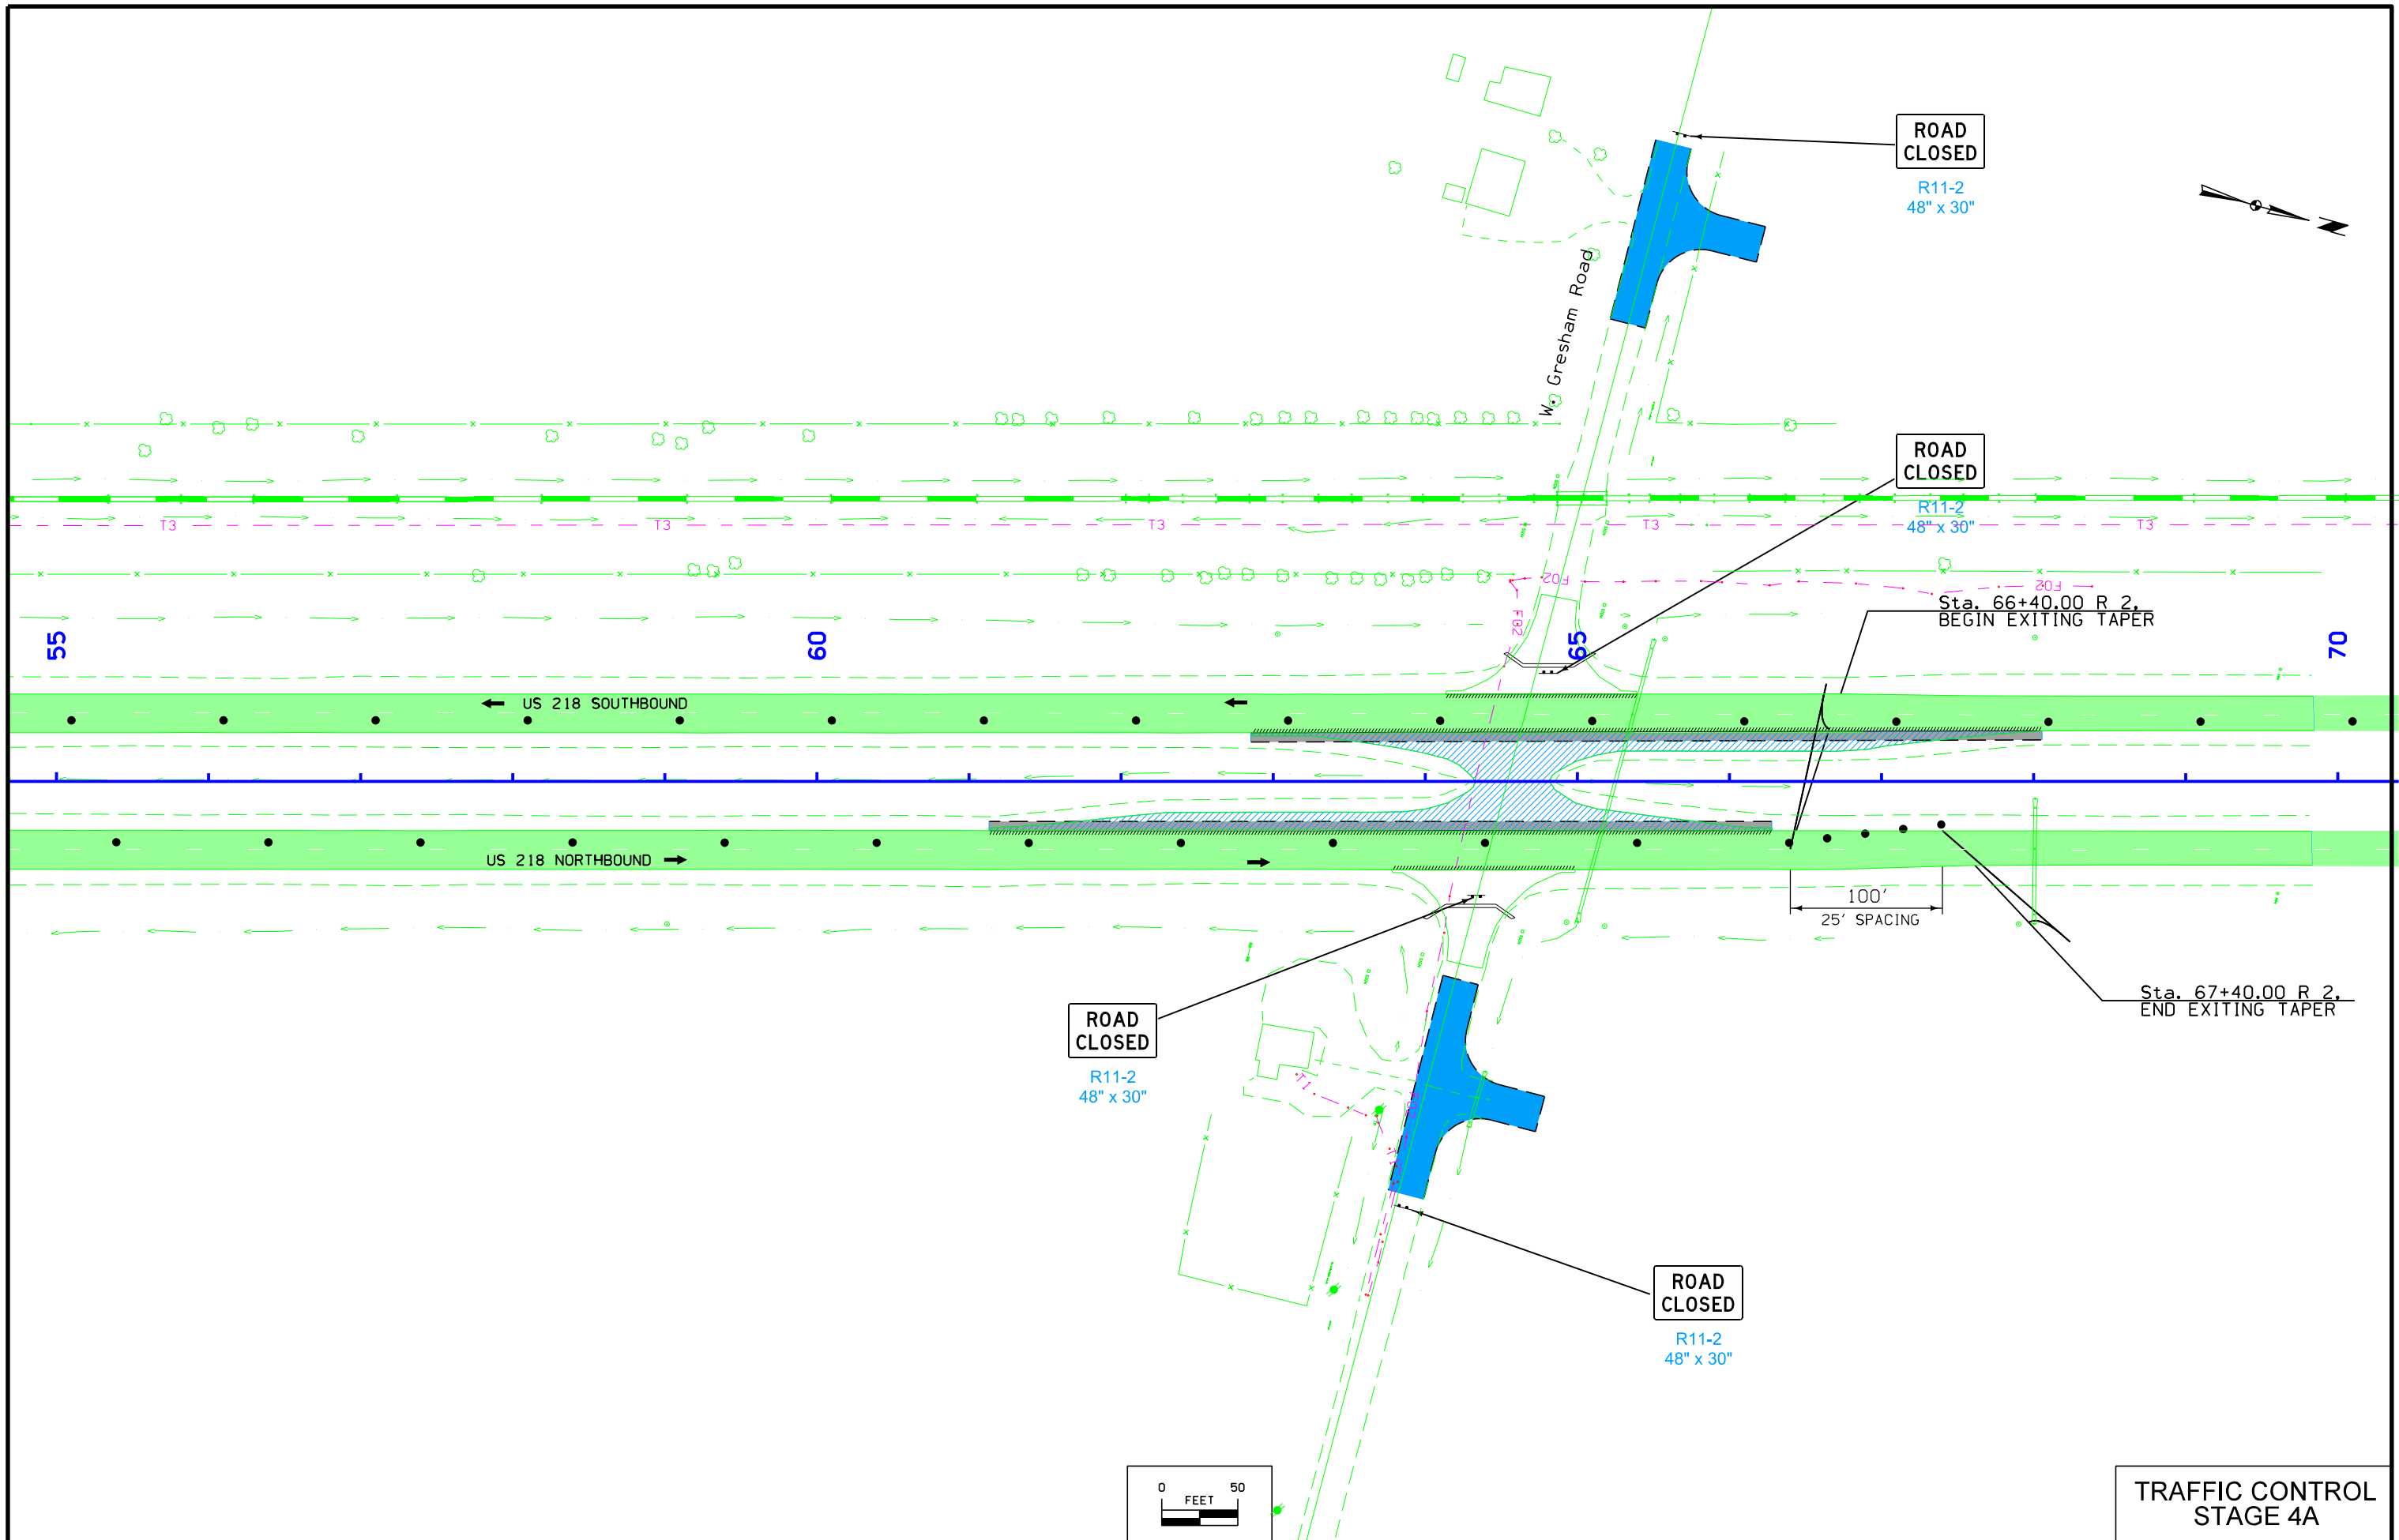 ROAD
CLOSED
R11-2
48" x 30"
W. Gresham Road
ROAD
CLOSED
R11-2
48" x 30"
T3
T3
T3
T3
T3
F02
F02
F02
Sta. 66+40.00 R 2,
BEGIN EXITING TAPER
55
60
65
70
US 218 SOUTHBOUND
US 218 NORTHBOUND
100'
25' SPACING
Sta. 67+40.00 R 2,
END EXITING TAPER
ROAD
CLOSED
R11-2
48" x 30"
T1
ROAD
CLOSED
R11-2
48" x 30"
0 50
FEET
TRAFFIC CONTROL
STAGE 4A